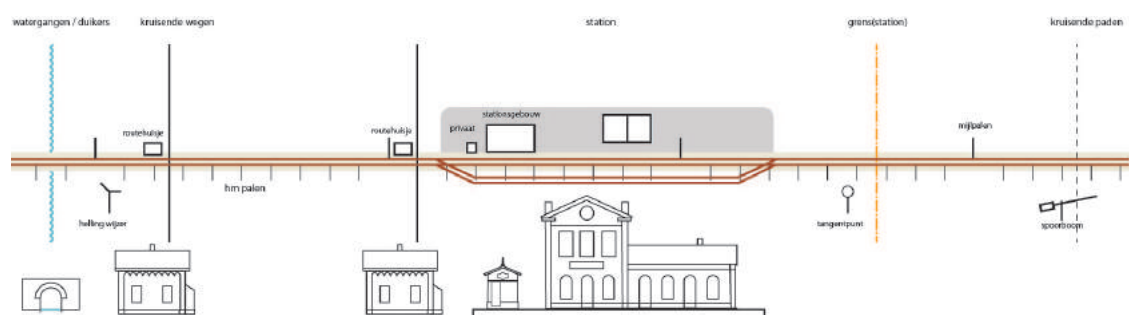 watergangen / duikers
kruisende wegen
station
grens(station)
kruisende paden
stationsgebouw
routehuisje
routehuisje
privaat
mijlpalen
hm palen
helling wijzer
tangentpunt
spoorboom